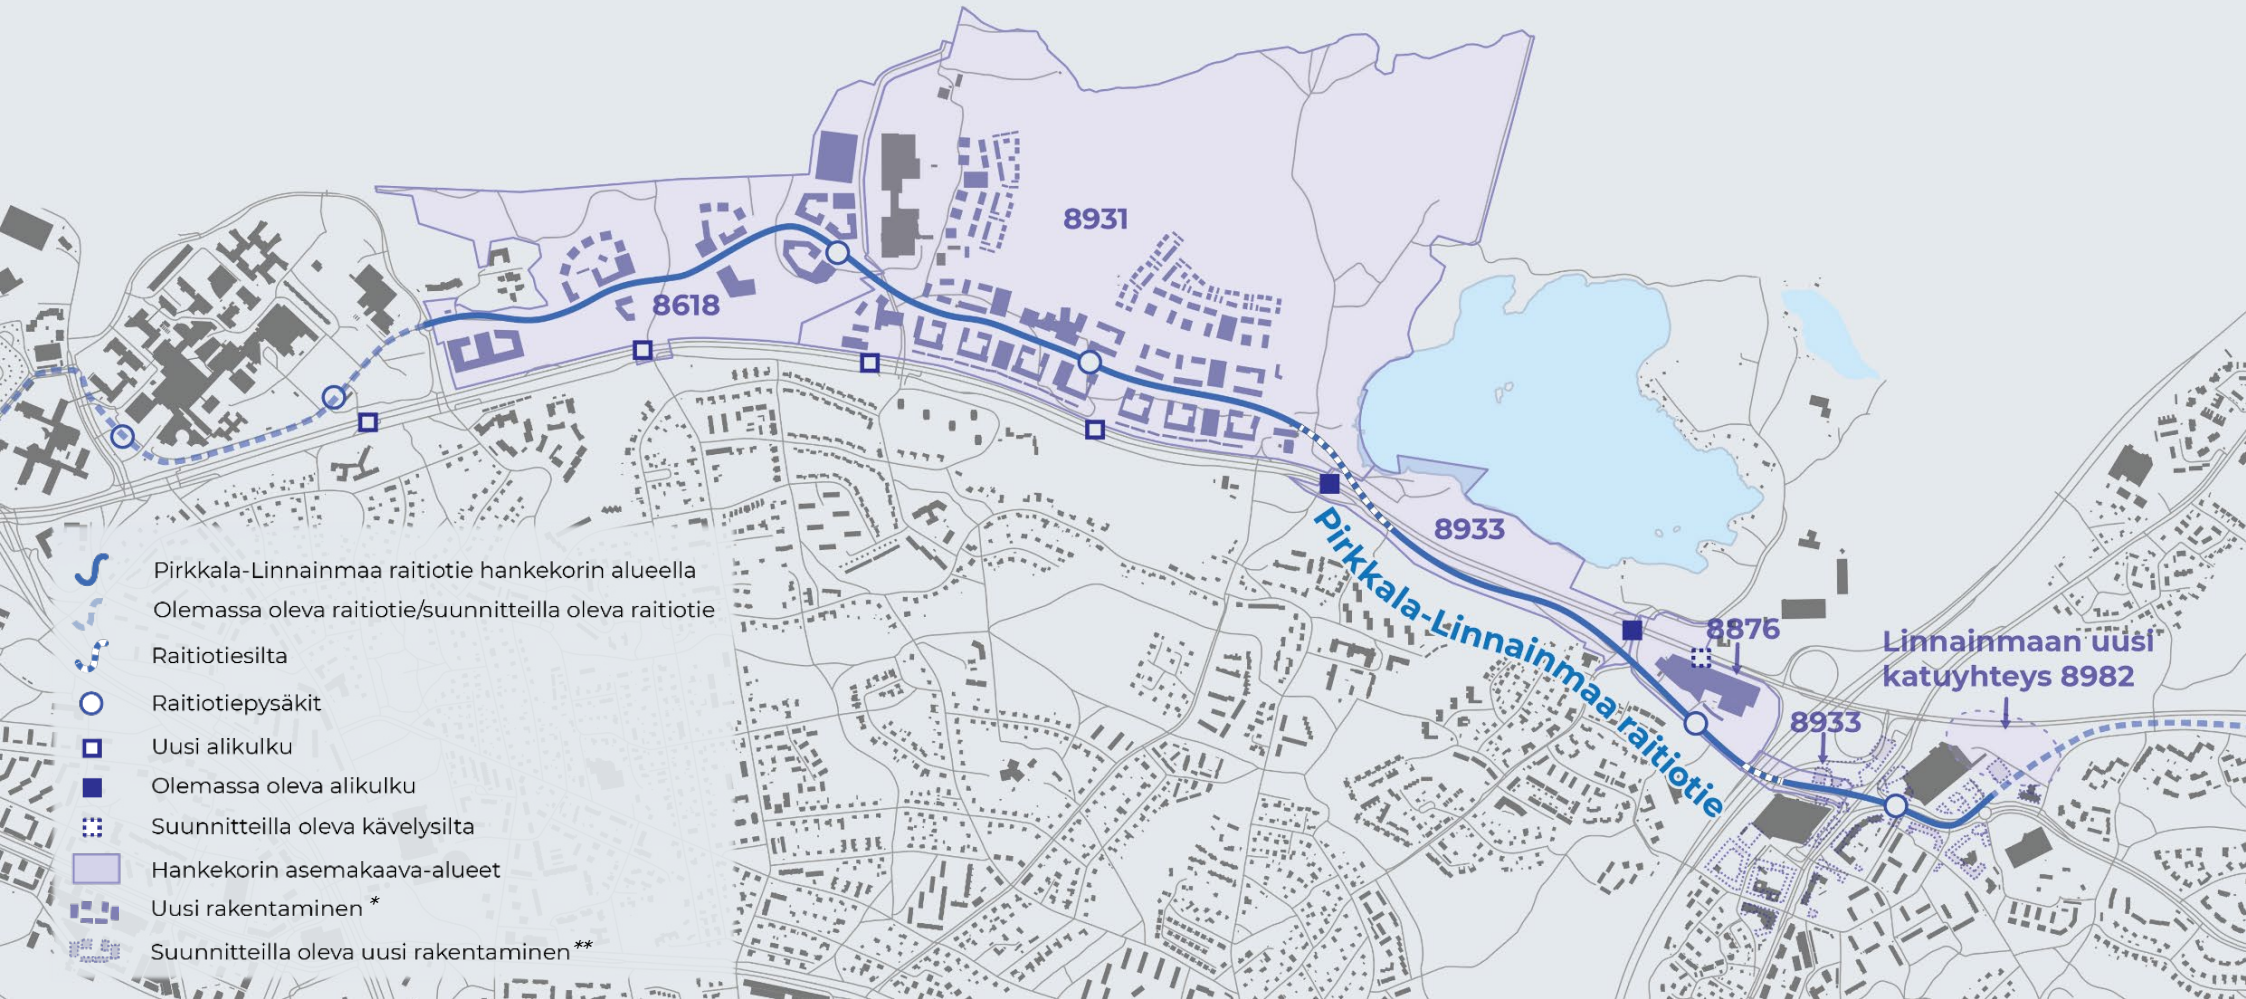 8931
8618
8933
Pirkkala-Linnainmaa raitiotie
8876
Linnainmaan uusi
katuyhteys 8982
8933
Pirkkala-Linnainmaa raitiotie hankekorin alueella
Olemassa oleva raitiotie/suunnitteilla oleva raitiotie
Raitiotiesilta
Raitiotiepysäkit
Uusi alikulku
Olemassa oleva alikulku
Suunnitteilla oleva kävelysilta
Hankekorin asemakaava-alueet
Uusi rakentaminen *
Suunnitteilla oleva uusi rakentaminen **